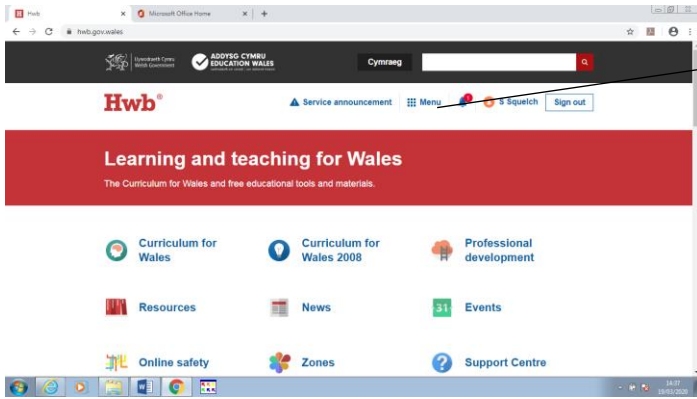 Hwb
Microsoft Office Home
hwb.gov.wales
Llywodraeth Cymru
Welsh Government
ADDYSG CYMRU
EDUCATION WALES
Cymraeg
Hwb
Service announcement
Menu
S Squelch
Sign out
Learning and teaching for Wales
The Curriculum for Wales and free educational tools and materials.
Curriculum for Wales
Curriculum for Wales 2008
Professional development
Resources
News
31
Events
Online safety
Zones
Support Centre
14:37
19/03/2020